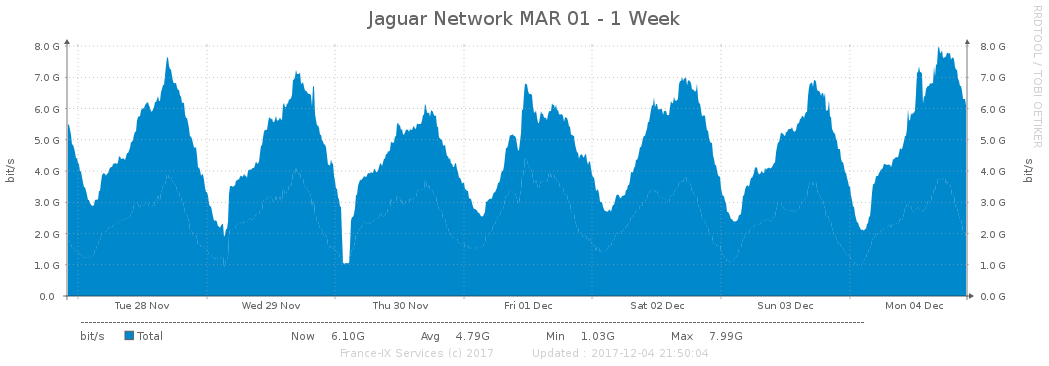 Jaguar Network MAR 01 - 1 Week
RRDTOOL / TOBI OETIKER
bit/s
8.0 G
7.0 G
6.0 G
5.0 G
4.0 G
3.0 G
2.0 G
1.0 G
0.0
8.0 G
7.0 G
6.0 G
5.0 G
4.0 G
3.0 G
2.0 G
1.0 G
0.0 G
bit/s
Tue 28 Nov Wed 29 Nov Thu 30 Nov Fri 01 Dec Sat 02 Dec Sun 03 Dec Mon 04 Dec
bit/s Total Now 6.10G Avg 4.79G Min 1.03G Max 7.99G
France-IX Services (c) 2017 Updated : 2017-12-04 21:50:04